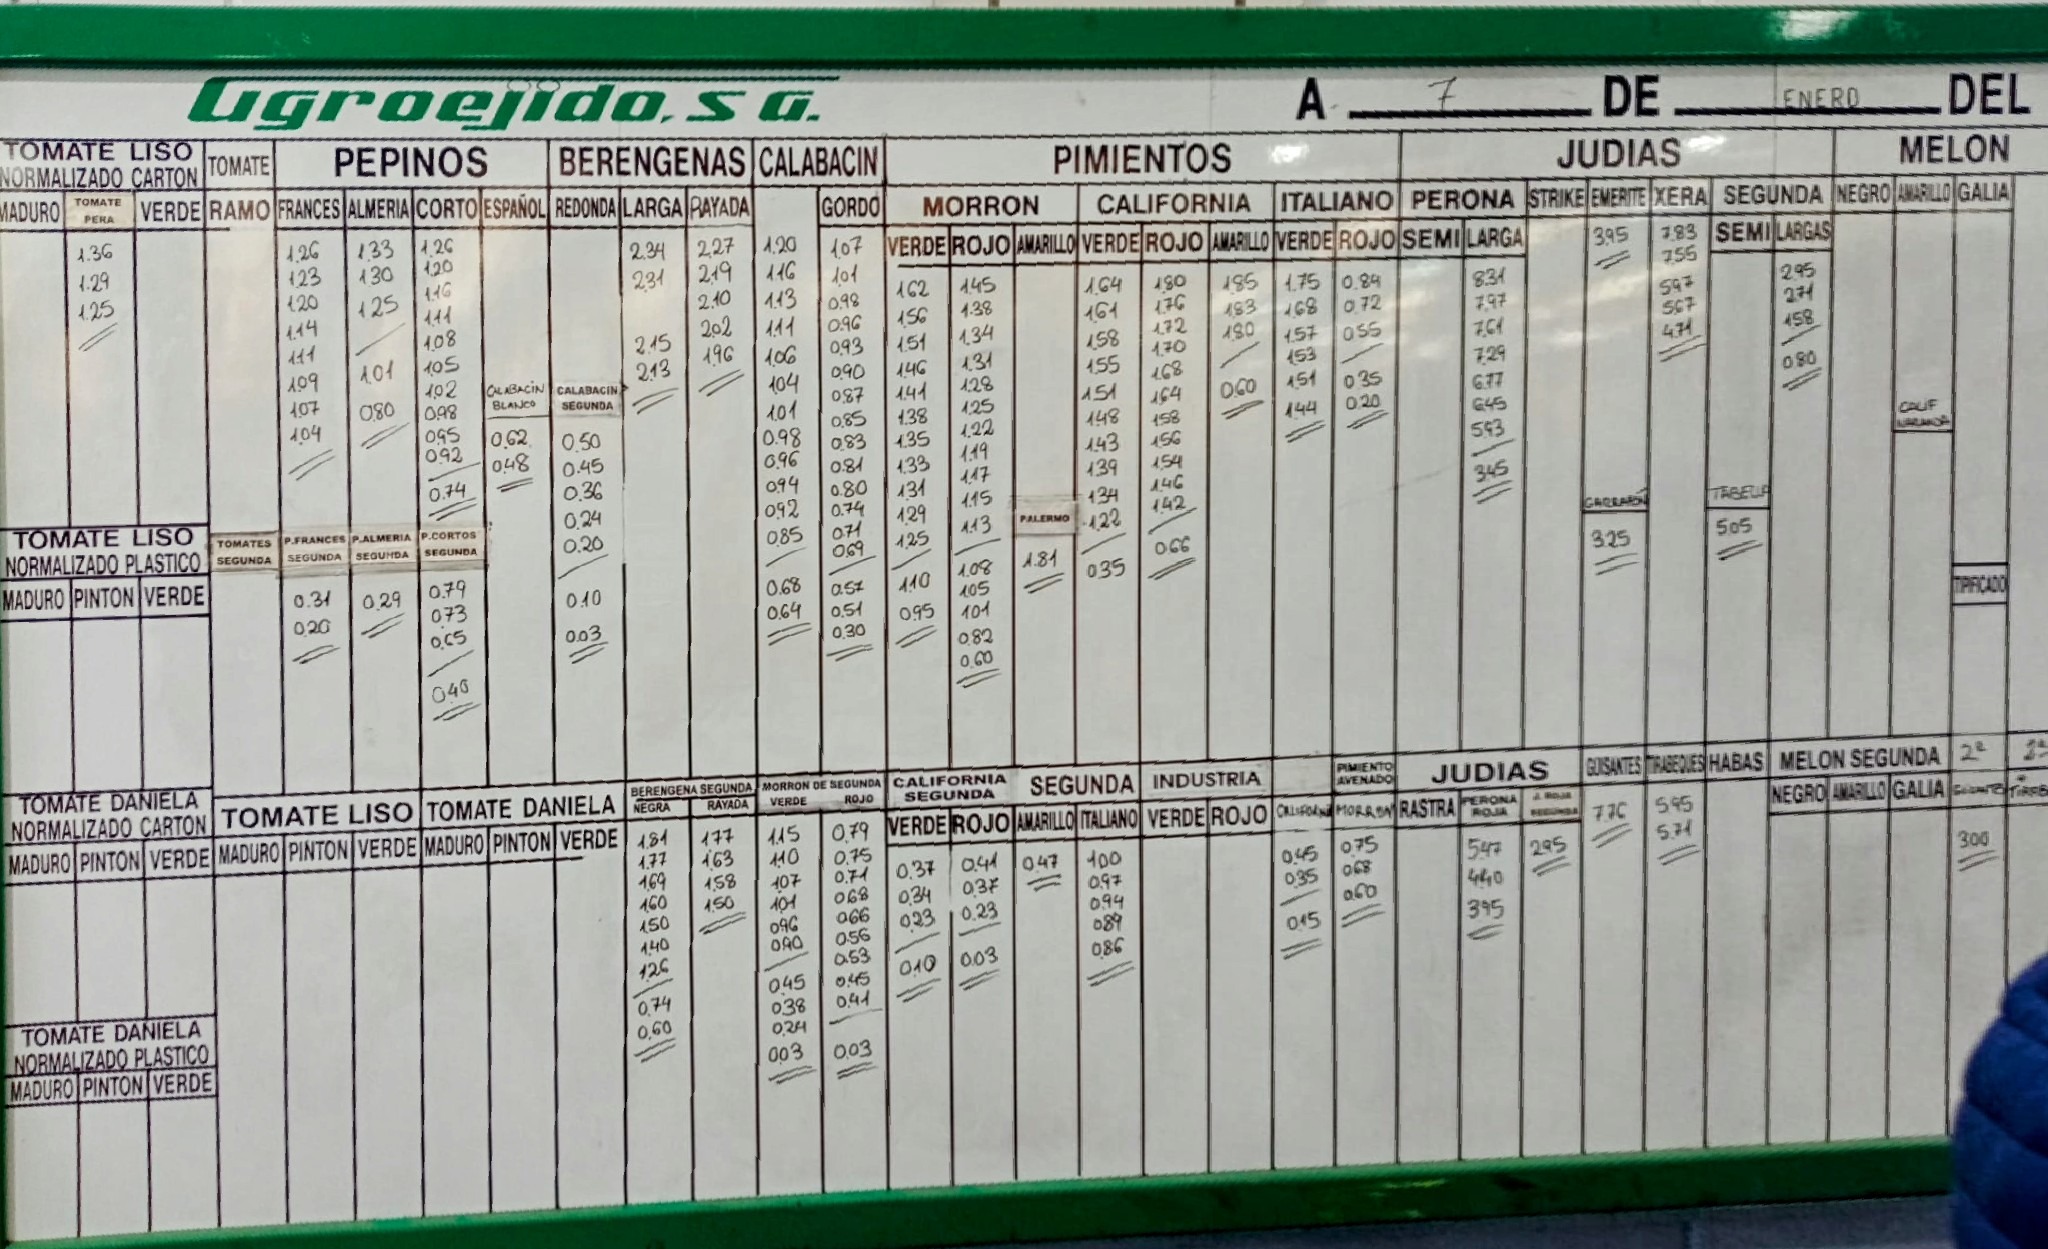 Agroejido, s a.
A 7 DE ENERO DEL
TOMATE LISO NORMALIZADO CARTON
MADURO TOMATE PERA VERDE
1.36
1.29
1.25
TOMATE
RAMO
PEPINOS
FRANCES
1.26
1.23
1.20
1.14
1.11
1.09
1.07
1.04
ALMERIA
1.33
1.30
1.25
1.01
0.80
CORTO
1.26
1.20
1.16
1.11
1.08
1.05
1.02
0.98
0.95
0.92
0.74
ESPAÑOL
CALABACIN BLANCO
0.62
0.48
BERENGENAS
REDONDA
CALABACIN SEGUNDA
0.50
0.45
0.36
0.24
0.20
0.10
0.03
LARGA
2.34
2.31
2.15
2.13
RAYADA
2.27
2.19
2.10
2.02
1.96
CALABACIN
1.20
1.16
1.13
1.11
1.06
1.04
1.01
0.98
0.96
0.94
0.92
0.85
0.68
0.64
GORDO
1.07
1.01
0.98
0.96
0.93
0.90
0.87
0.85
0.83
0.81
0.80
0.74
0.71
0.69
0.57
0.51
0.30
PIMIENTOS
MORRON
VERDE
1.62
1.56
1.51
1.46
1.41
1.38
1.35
1.33
1.31
1.29
1.25
1.10
0.95
ROJO
1.45
1.38
1.34
1.31
1.28
1.25
1.22
1.19
1.17
1.15
1.13
1.08
1.05
1.01
0.82
0.60
AMARILLO
PALERMO
1.81
CALIFORNIA
VERDE
1.64
1.61
1.58
1.55
1.51
1.48
1.43
1.39
1.34
1.22
0.35
ROJO
1.80
1.76
1.72
1.70
1.68
1.64
1.58
1.56
1.54
1.46
1.42
0.66
AMARILLO
1.85
1.83
1.80
0.60
ITALIANO
VERDE
1.75
1.68
1.57
1.53
1.51
1.44
ROJO
0.84
0.72
0.55
0.35
0.20
JUDIAS
PERONA
SEMI
LARGA
8.31
7.97
7.61
7.29
6.77
6.45
5.93
3.45
STRIKE
EMERITE
3.95
GARRAFÓN
3.25
XERA
7.83
7.55
5.97
5.67
4.71
SEGUNDA
SEMI
TABELLA
5.05
LARGAS
2.95
2.71
1.58
0.80
MELON
NEGRO
AMARILLO
CALIF NARANJA
GALIA
TIPIFICADO
TOMATE LISO
NORMALIZADO PLASTICO
MADURO PINTON VERDE
TOMATES SEGUNDA
P.FRANCES SEGUNDA
0.31
0.20
P.ALMERIA SEGUNDA
0.29
P.CORTOS SEGUNDA
0.79
0.73
0.65
0.40
TOMATE DANIELA
NORMALIZADO CARTON
MADURO PINTON VERDE
TOMATE LISO
MADURO PINTON VERDE
TOMATE DANIELA
MADURO PINTON VERDE
BERENGENA SEGUNDA
NEGRA
1.81
1.77
1.69
1.60
1.50
1.40
1.26
0.74
0.60
RAYADA
1.77
1.63
1.58
1.50
MORRON DE SEGUNDA
VERDE
1.15
1.10
1.07
1.01
0.96
0.90
0.45
0.38
0.24
0.03
ROJO
0.79
0.75
0.71
0.68
0.66
0.56
0.53
0.45
0.41
0.03
CALIFORNIA SEGUNDA
VERDE
0.37
0.34
0.23
0.10
ROJO
0.41
0.37
0.23
0.03
SEGUNDA
AMARILLO
0.47
ITALIANO
1.00
0.97
0.94
0.89
0.86
INDUSTRIA
VERDE ROJO
CALIFORNIA
0.45
0.35
0.15
PIMIENTO AVENADO
MORRON
0.75
0.68
0.60
JUDIAS
RASTRA
PERONA ROJA
5.47
4.40
3.95
J. ROJA SEGUNDA
2.95
GUISANTES
7.76
TIRABEQUES
5.95
5.71
HABAS
MELON SEGUNDA
NEGRO AMARILLO GALIA
2ª
3.00
2ª
TOMATE DANIELA
NORMALIZADO PLASTICO
MADURO PINTON VERDE